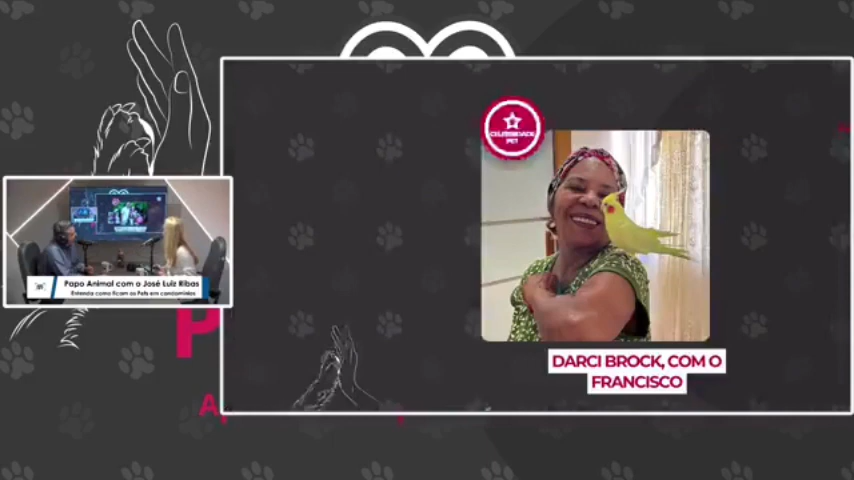 CELEBRIDADE
PET
Papo Animal com o José Luiz Ribas
Entenda como ficam os Pets em condomínios
P
A
DARCI BROCK, COM O
FRANCISCO